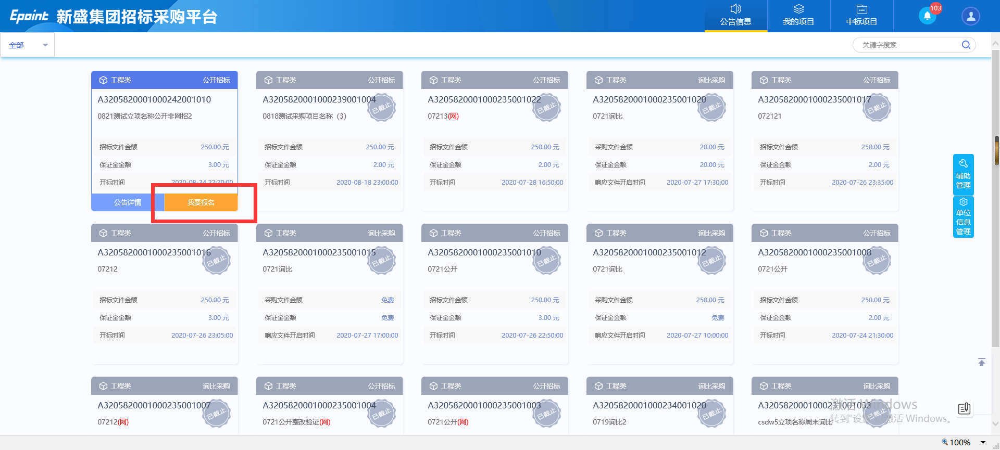 Epoint 新盛集团招标采购平台
公告信息
我的项目
中标项目
103
全部
关键字搜索
工程类 公开招标
A3205820001000242001010
0821测试立项名称公开非网招2
招标文件金额 250.00 元
保证金金额 3.00 元
开标时间 2020-08-24 22:20:00
公告详情 我要报名
工程类 公开招标
A3205820001000239001004
已截止
0818测试采购项目名称（3）
招标文件金额 250.00 元
保证金金额 2.00 元
开标时间 2020-08-18 23:00:00
工程类 公开招标
A3205820001000235001022
已截止
07213(网)
招标文件金额 250.00 元
保证金金额 2.00 元
开标时间 2020-07-28 16:50:00
工程类 询比采购
A3205820001000235001020
已截止
0721询比
采购文件金额 20.00 元
保证金金额 20.00 元
响应文件开启时间 2020-07-27 17:30:00
工程类 公开招标
A3205820001000235001017
已截止
072121
招标文件金额 250.00 元
保证金金额 2.00 元
开标时间 2020-07-26 23:35:00
辅助
管理
单位
信息
管理
工程类 公开招标
A3205820001000235001016
已截止
07212
招标文件金额 250.00 元
保证金金额 3.00 元
开标时间 2020-07-26 23:05:00
工程类 询比采购
A3205820001000235001015
已截止
0721询比
采购文件金额 免费
保证金金额 免费
响应文件开启时间 2020-07-27 17:00:00
工程类 公开招标
A3205820001000235001010
已截止
0721公开
招标文件金额 250.00 元
保证金金额 3.00 元
开标时间 2020-07-26 22:50:00
工程类 询比采购
A3205820001000235001012
已截止
0721询比
采购文件金额 250.00 元
保证金金额 免费
响应文件开启时间 2020-07-27 10:00:00
工程类 公开招标
A3205820001000235001008
已截止
0721公开
招标文件金额 250.00 元
保证金金额 2.00 元
开标时间 2020-07-24 21:30:00
工程类 询比采购
A3205820001000235001007
已截止
07212(网)
工程类 公开招标
A3205820001000235001004
已截止
0721公开整改验证(网)
工程类 公开招标
A3205820001000235001003
已截止
0721公开(网)
工程类 询比采购
A3205820001000234001020
已截止
0719询比2
工程类 询比采购
A3205820001000231001033
已截止
csdw5立项名称周末询比
激活 Windows
转到"设置"激活 Windows。
100%